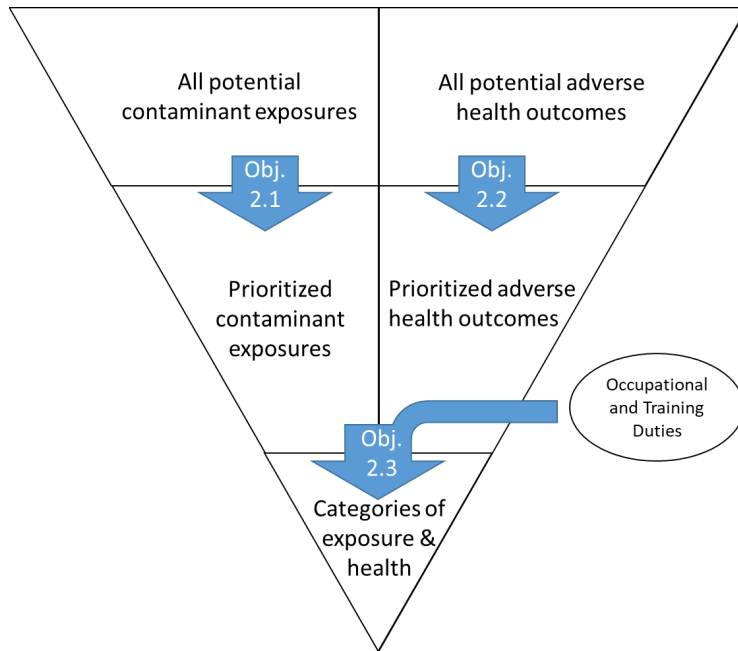 All potential
contaminant exposures
All potential adverse
health outcomes
Obj.
2.1
Obj.
2.2
Prioritized
contaminant
exposures
Prioritized adverse
health outcomes
Occupational
and Training
Duties
Obj.
2.3
Categories of
exposure &
health